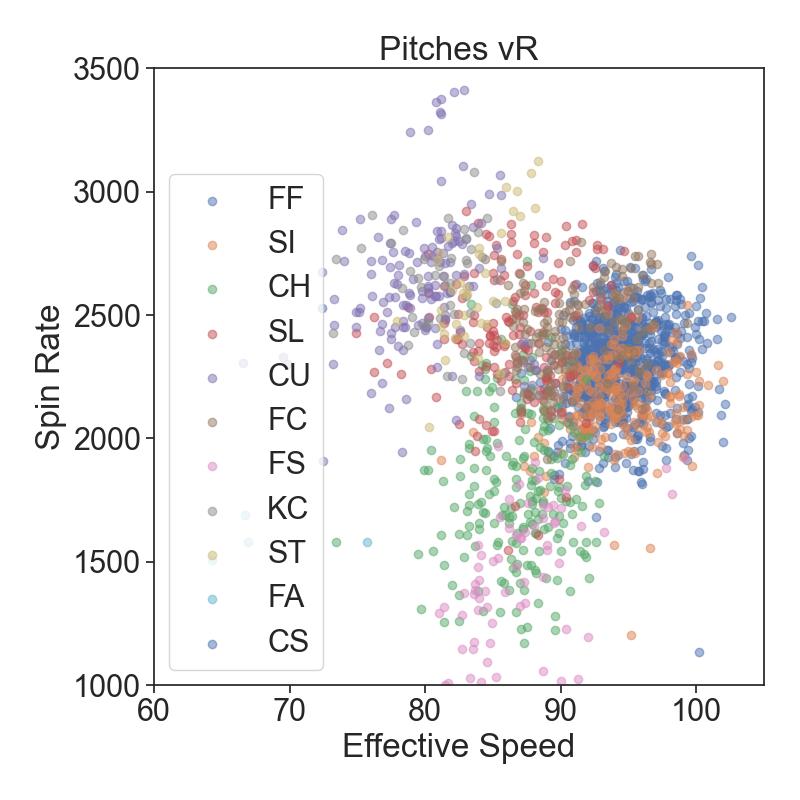 Pitches vR
3500
3000
2500
2000
1500
1000
Spin Rate
FF
SI
CH
SL
CU
FC
FS
KC
ST
FA
CS
60 70 80 90 100
Effective Speed